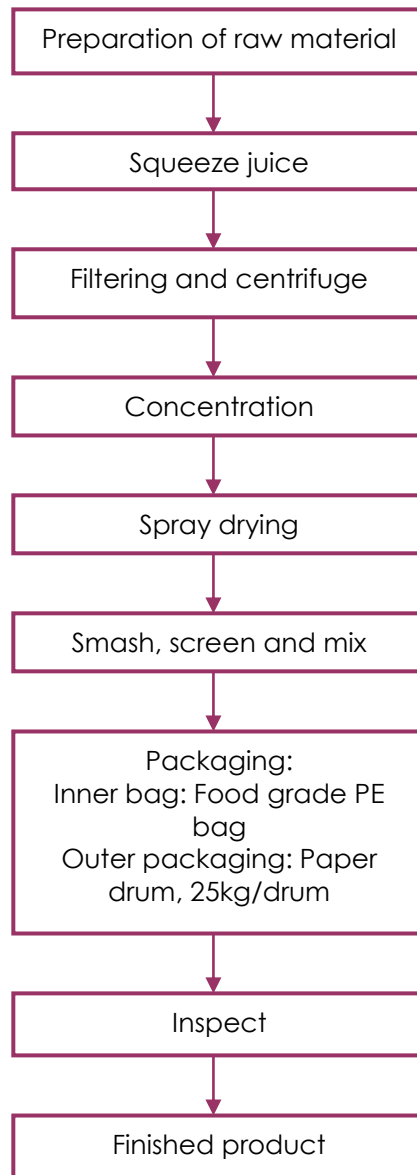 Preparation of raw material
Squeeze juice
Filtering and centrifuge
Concentration
Spray drying
Smash, screen and mix
Packaging:
Inner bag: Food grade PE
bag
Outer packaging: Paper
drum, 25kg/drum
Inspect
Finished product